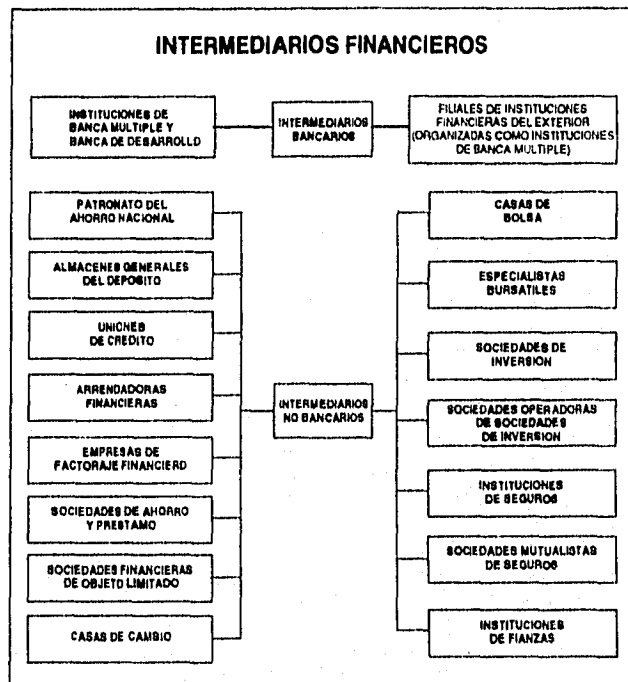 INTERMEDIARIOS FINANCIEROS
INSTITUCIONES DE
BANCA MULTIPLE Y
BANCA DE DESARROLLO
INTERMEDIARIOS
BANCARIOS
FILIALES DE INSTITUCIONES
FINANCIERAS DEL EXTERIOR
(ORGANIZADAS COMO INSTITUCIONES
DE BANCA MULTIPLE)
PATRONATO DEL
AHORRO NACIONAL
ALMACENES GENERALES
DEL DEPOSITO
UNIONES
DE CREDITO
ARRENDADORAS
FINANCIERAS
EMPRESAS DE
FACTORAJE FINANCIERO
SOCIEDADES DE AHORRO
Y PRESTAMO
SOCIEDADES FINANCIERAS
DE OBJETO LIMITADO
CASAS DE CAMBIO
INTERMEDIARIOS
NO BANCARIOS
CASAS DE
BOLSA
ESPECIALISTAS
BURSATILES
SOCIEDADES DE
INVERSION
SOCIEDADES OPERADORAS
DE SOCIEDADES
DE INVERSION
INSTITUCIONES
DE SEGUROS
SOCIEDADES MUTUALISTAS
DE SEGUROS
INSTITUCIONES
DE FIANZAS